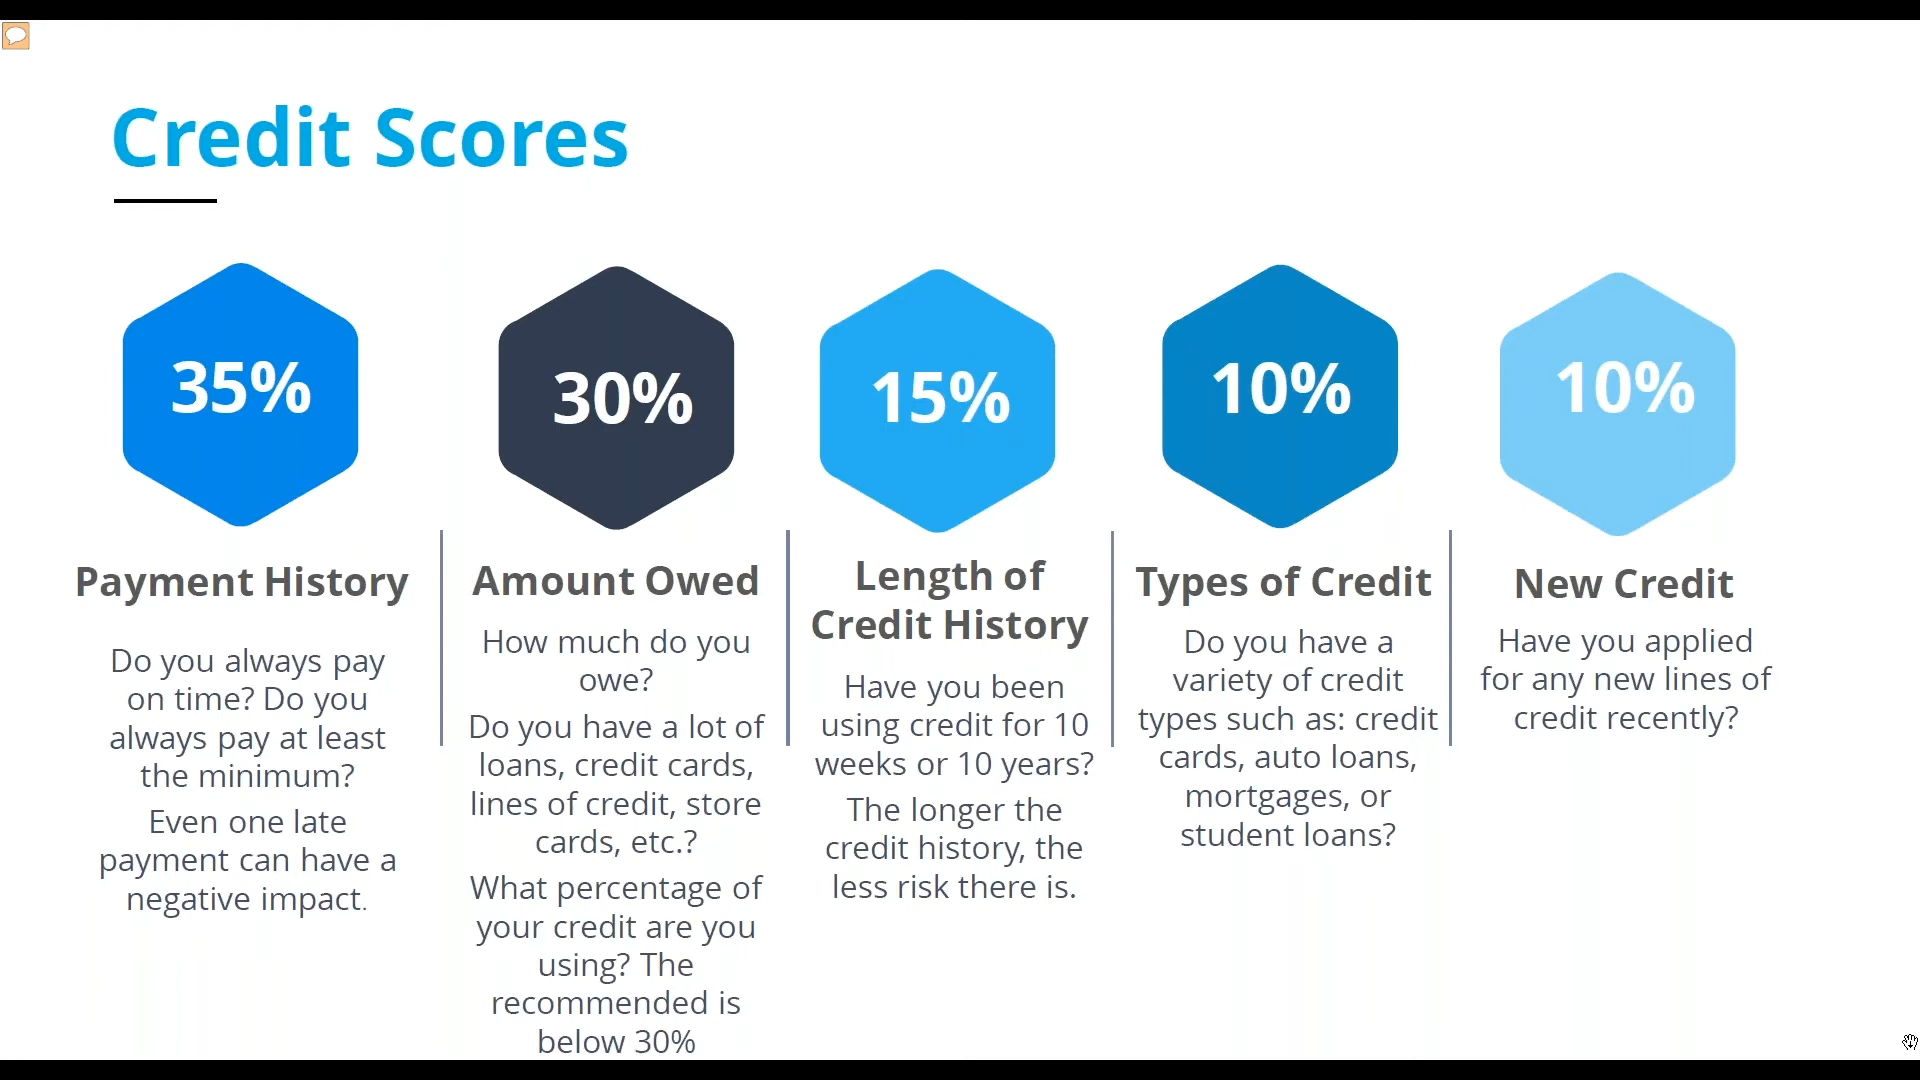 Credit Scores
35%
Payment History
Do you always pay
on time? Do you
always pay at least
the minimum?
Even one late
payment can have a
negative impact.
30%
Amount Owed
How much do you
owe?
Do you have a lot of
loans, credit cards,
lines of credit, store
cards, etc.?
What percentage of
your credit are you
using? The
recommended is
below 30%
15%
Length of
Credit History
Have you been
using credit for 10
weeks or 10 years?
The longer the
credit history, the
less risk there is.
10%
Types of Credit
Do you have a
variety of credit
types such as: credit
cards, auto loans,
mortgages, or
student loans?
10%
New Credit
Have you applied
for any new lines of
credit recently?